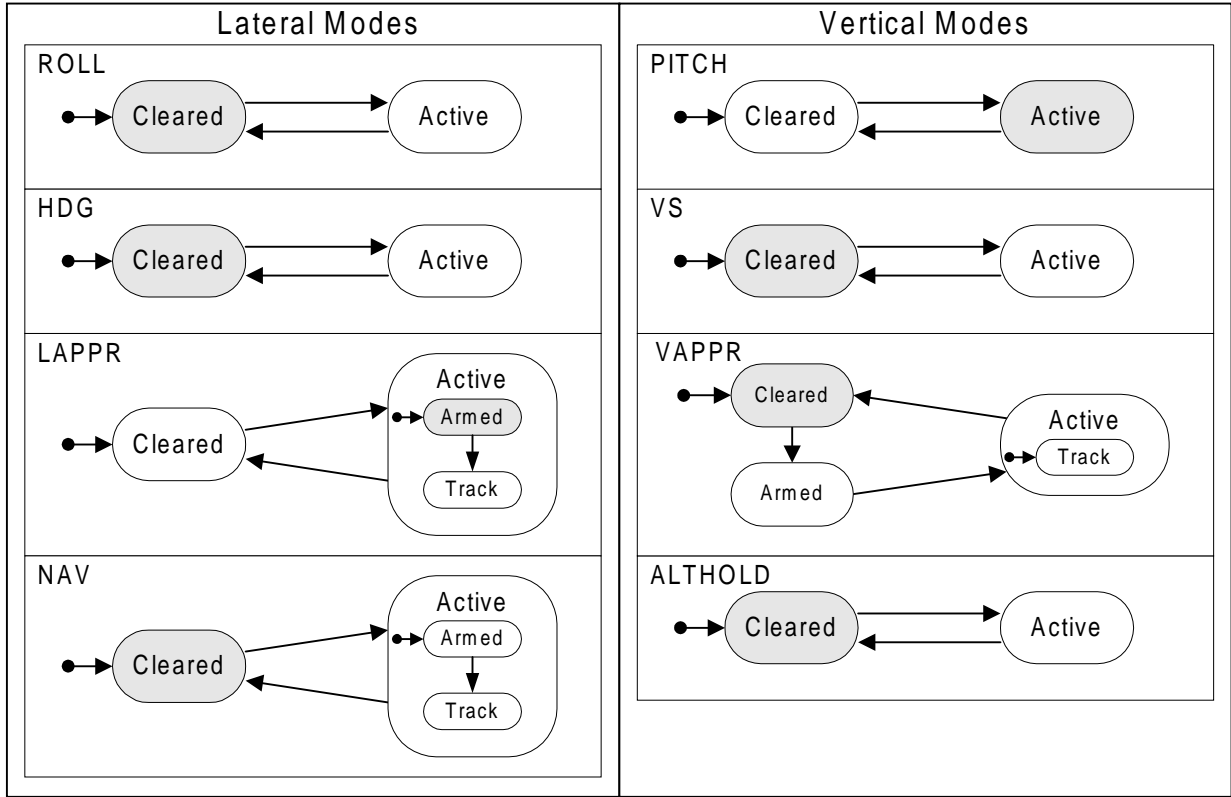 Lateral Modes
ROLL
Cleared
Active
HDG
Cleared
Active
LAPPR
Cleared
Active
Armed
Track
NAV
Cleared
Active
Armed
Track
Vertical Modes
PITCH
Cleared
Active
VS
Cleared
Active
VAPPR
Cleared
Armed
Active
Track
ALTHOLD
Cleared
Active